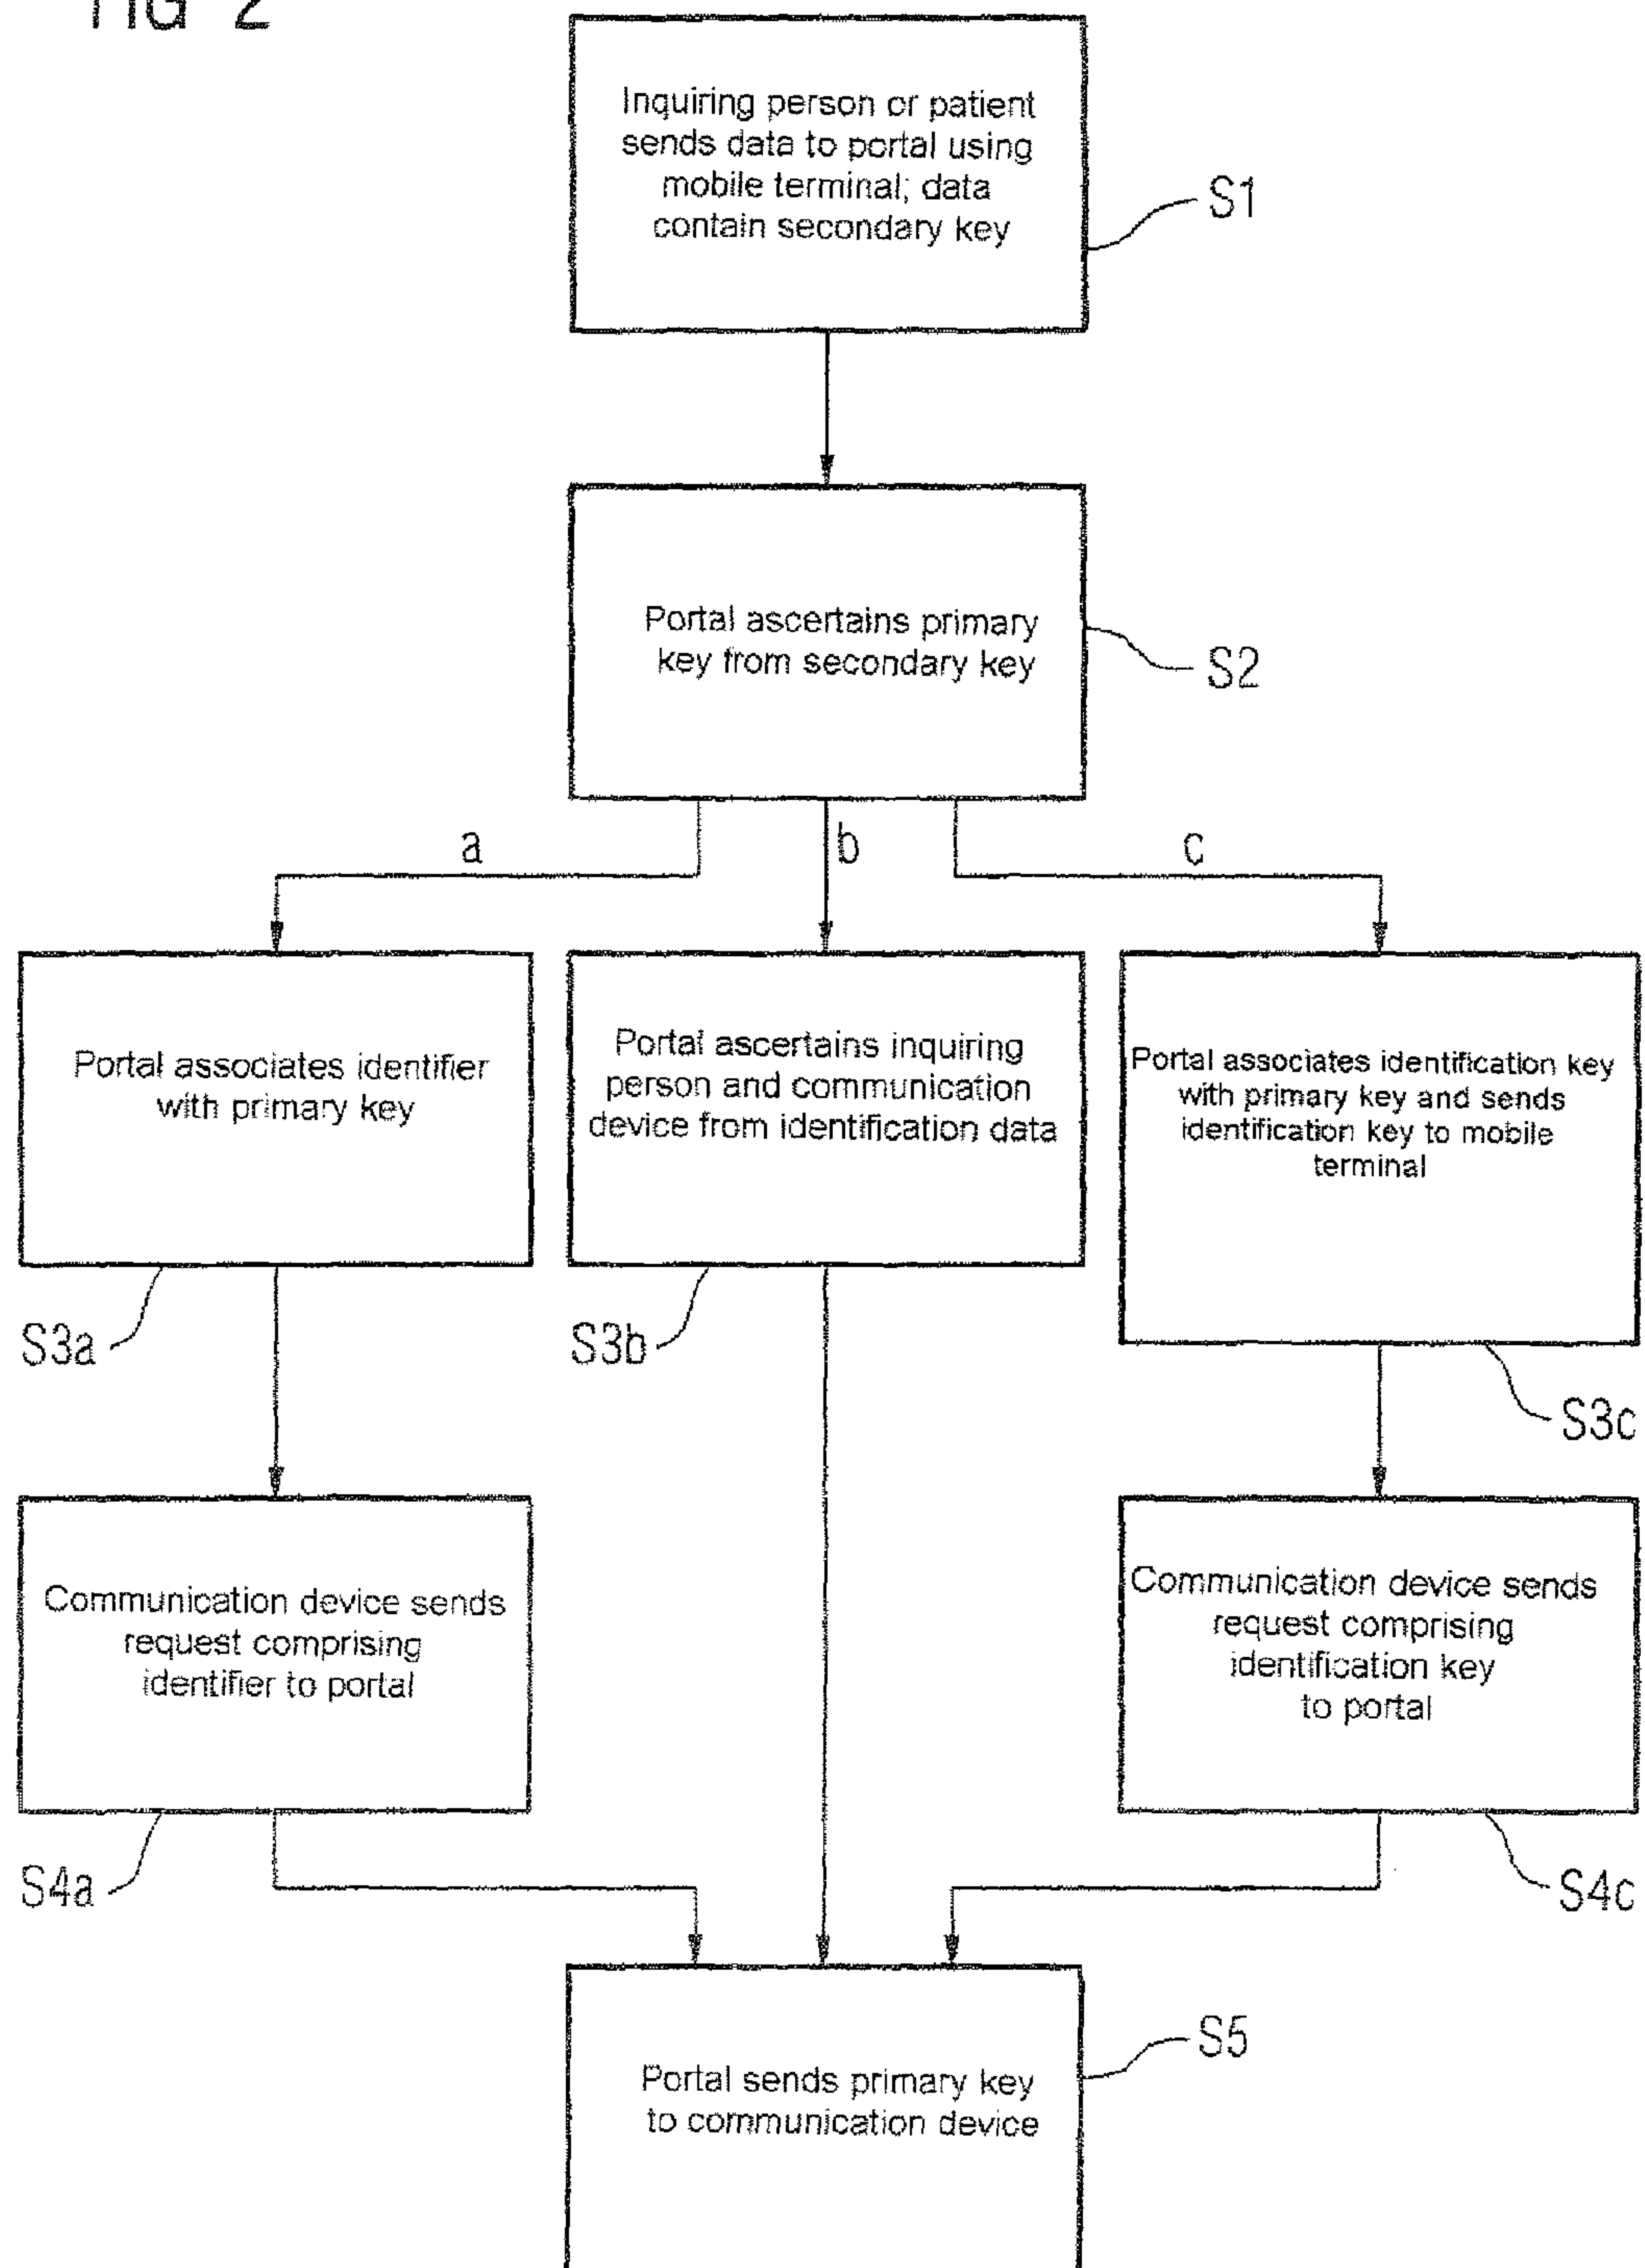 FIG 2
Inquiring person or patient
sends data to portal using
mobile terminal; data
contain secondary key
S1
Portal ascertains primary
key from secondary key
S2
a
b
c
Portal associates identifier
with primary key
S3a
Portal ascertains inquiring
person and communication
device from identification data
S3b
Portal associates identification key
with primary key and sends
identification key to mobile
terminal
S3c
Communication device sends
request comprising
identifier to portal
S4a
Communication device sends
request comprising
identification key
to portal
S4c
Portal sends primary key
to communication device
S5